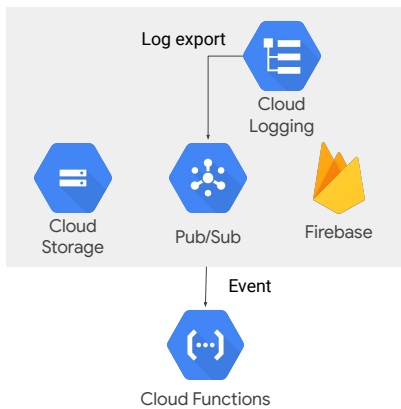 Log export
Cloud
Logging
Cloud
Storage
Pub/Sub
Firebase
Event
Cloud Functions